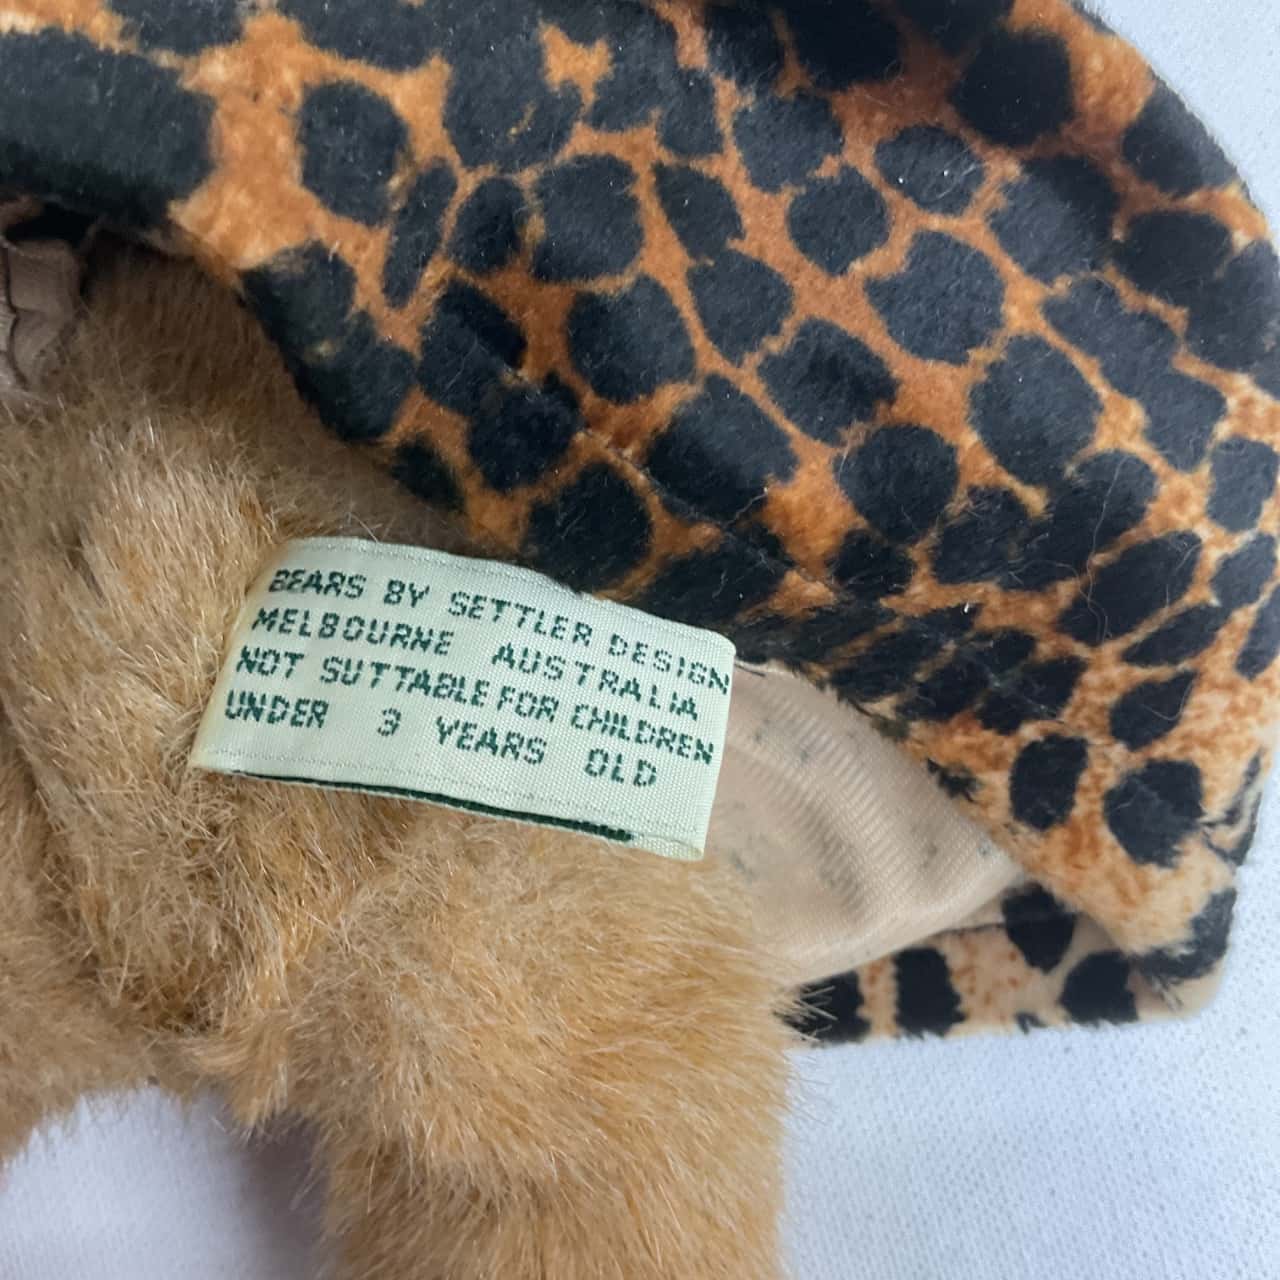 BEARS BY SETTLER DESIGN
MELBOURNE AUSTRALIA
NOT SUTTABLE FOR CHILDREN
UNDER 3 YEARS OLD